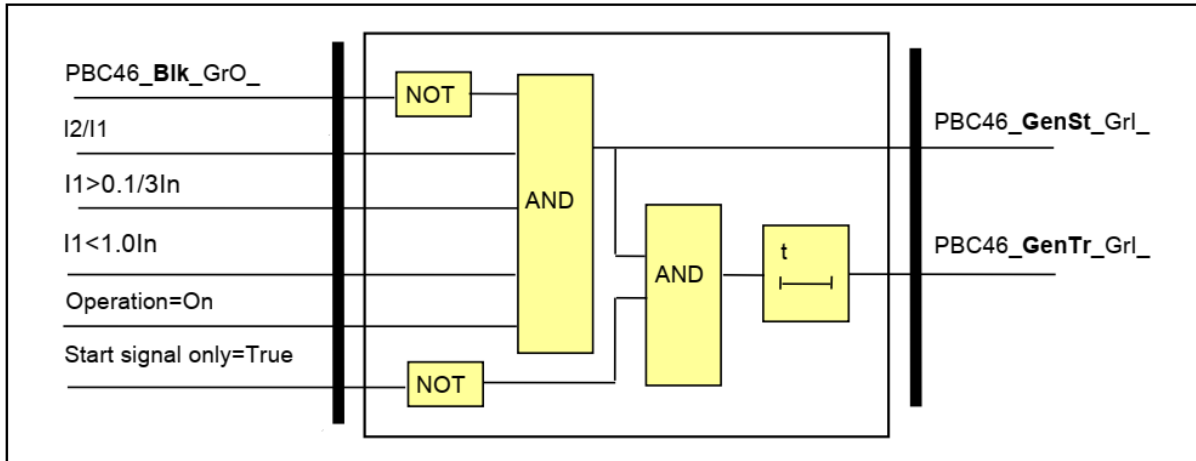 PBC46_Blk_GrO_
NOT
I2/I1
I1>0.1/3In
I1<1.0In
Operation=On
Start signal only=True
NOT
AND
AND
t
PBC46_GenSt_GrI_
PBC46_GenTr_GrI_